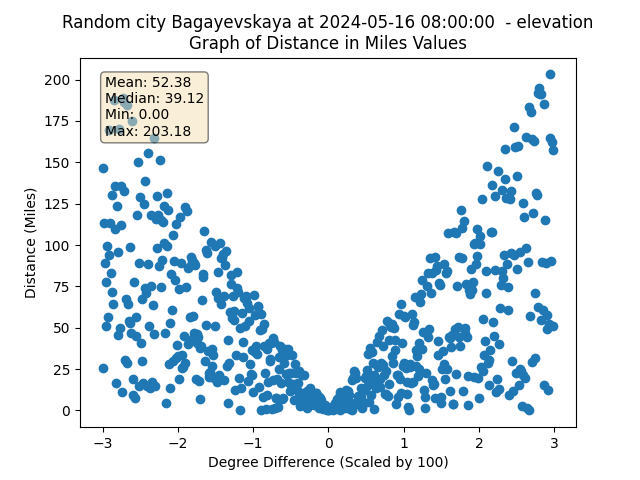 Random city Bagayevskaya at 2024-05-16 08:00:00  - elevation
Graph of Distance in Miles Values
Mean: 52.38
Median: 39.12
Min: 0.00
Max: 203.18
200
175
150
125
100
75
50
25
0
Distance (Miles)
−3
−2
−1
0
1
2
3
Degree Difference (Scaled by 100)